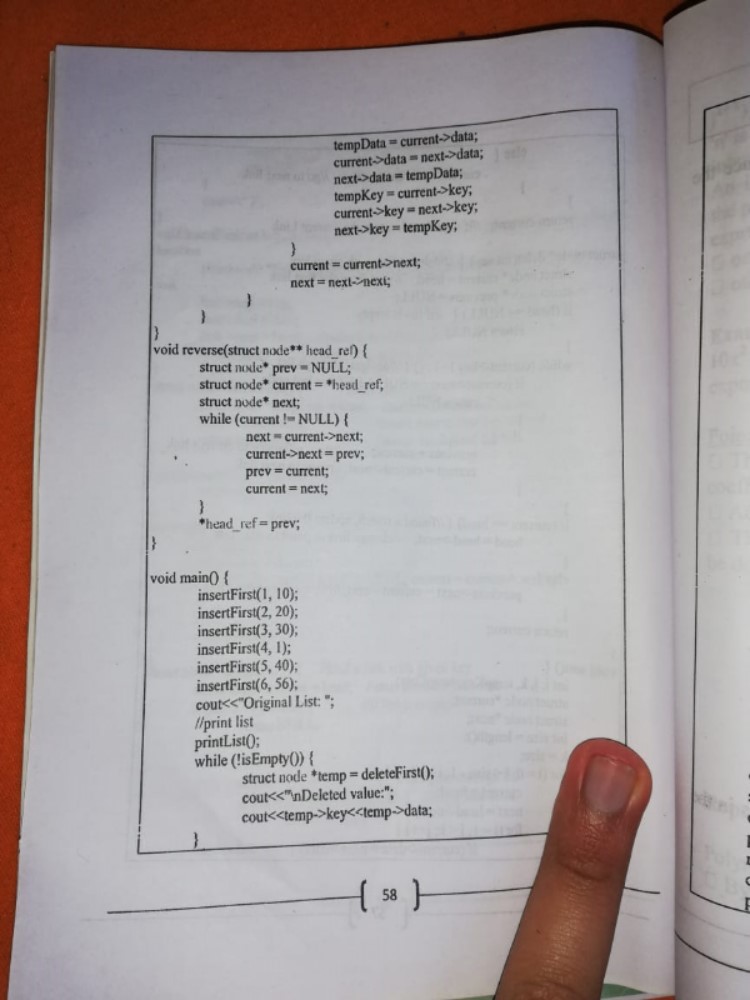 tempData = current->data;
current->data = next->data;
next->data = tempData;
tempKey = current->key;
current->key = next->key;
next->key = tempKey;
}
current = current->next;
next = next->next;
}
}
}
void reverse(struct node** head_ref) {
struct node* prev = NULL;
struct node* current = *head_ref;
struct node* next;
while (current != NULL) {
next = current->next;
current->next = prev;
prev = current;
current = next;
}
*head_ref = prev;
}
void main() {
insertFirst(1, 10);
insertFirst(2, 20);
insertFirst(3, 30);
insertFirst(4, 1);
insertFirst(5, 40);
insertFirst(6, 56);
cout<<"Original List: ";
//print list
printList();
while (!isEmpty()) {
struct node *temp = deleteFirst();
cout<<"\nDeleted value:";
cout<<temp->key<<temp->data;
}
58